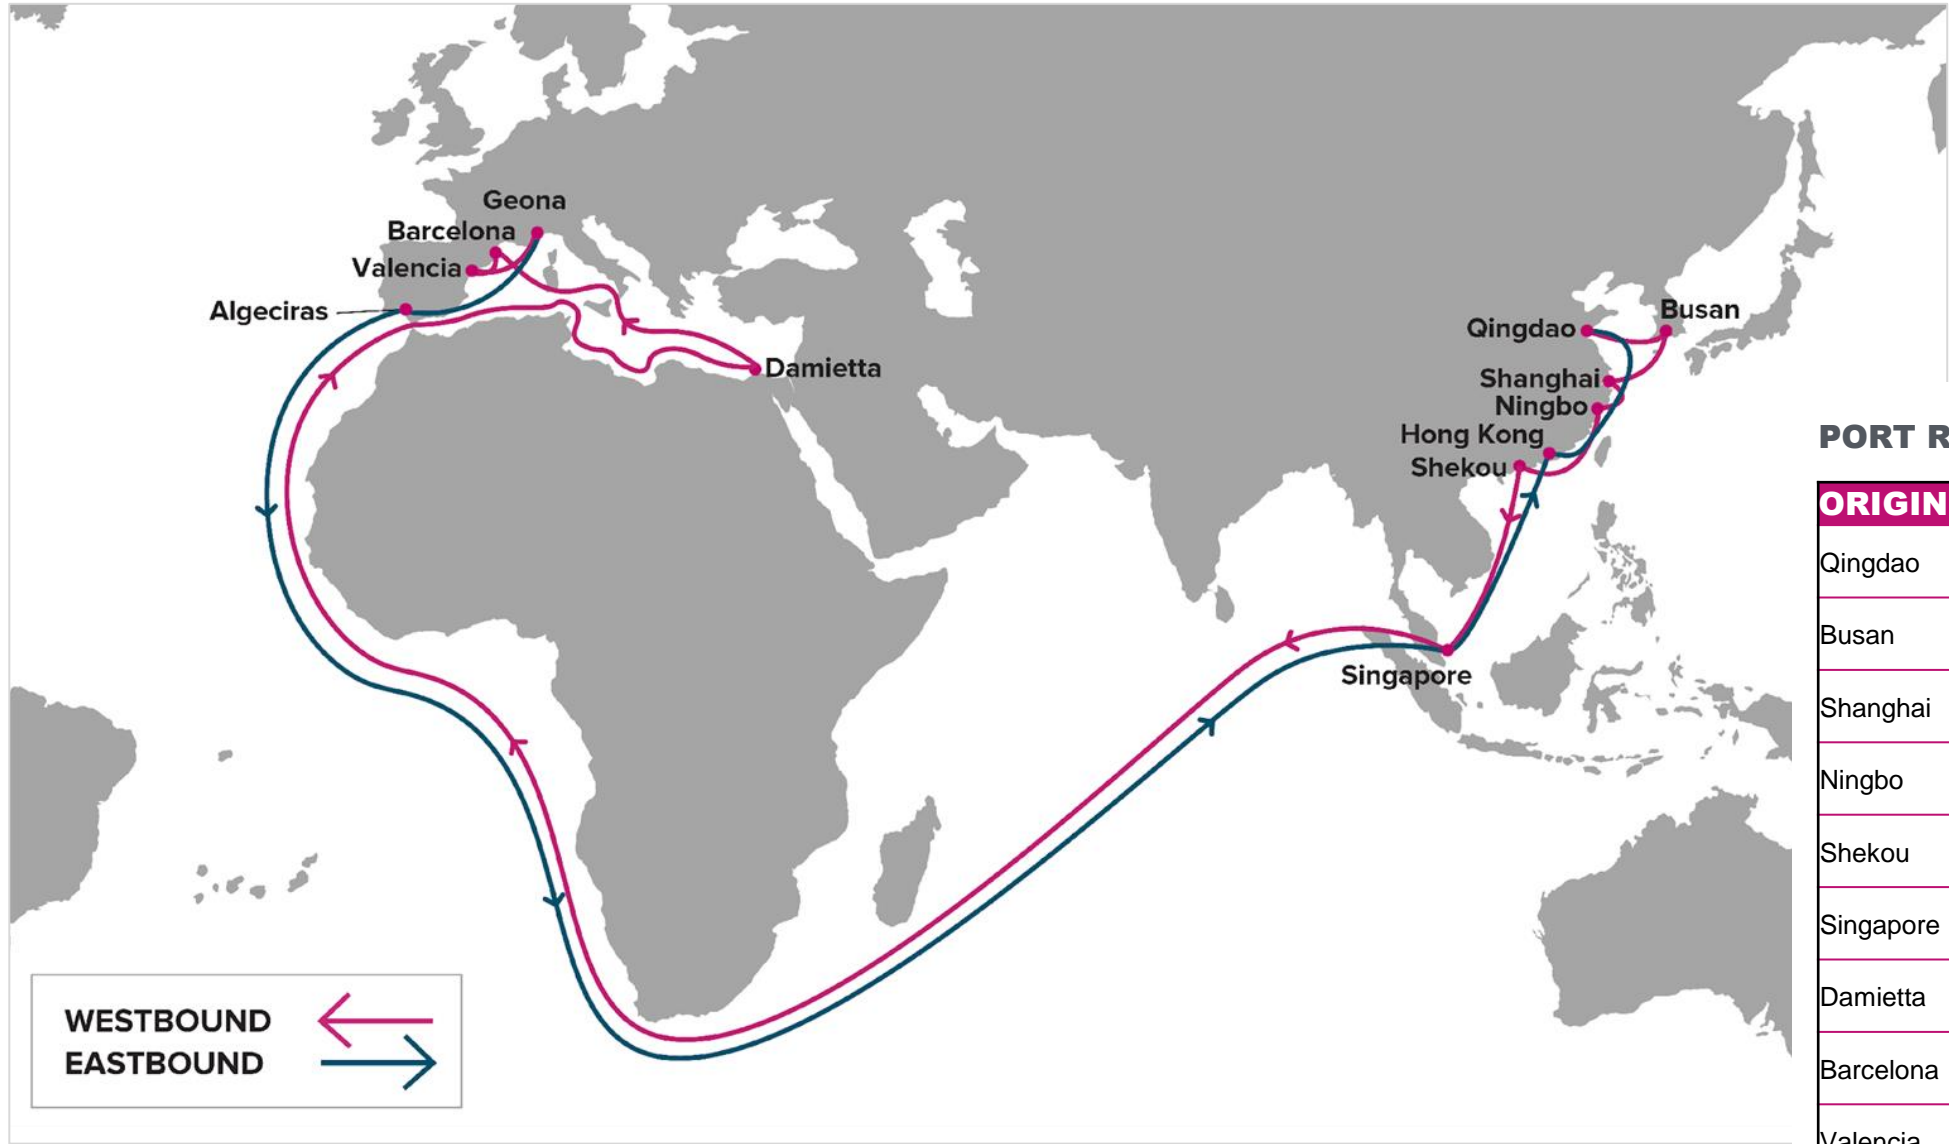 Geona
Barcelona
Valencia
Algeciras
Damietta
Busan
Qingdao
Shanghai
Ningbo
Hong Kong
Shekou
Singapore
WESTBOUND
EASTBOUND
PORT R
ORIGIN
Qingdao
Busan
Shanghai
Ningbo
Shekou
Singapore
Damietta
Barcelona
Valencia